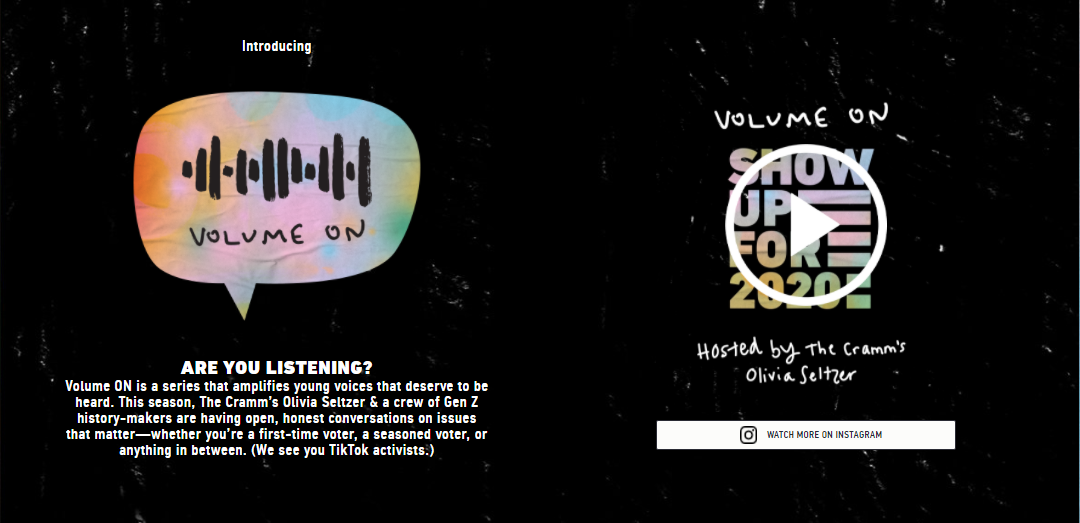 Introducing
VOLUME ON
ARE YOU LISTENING?
Volume ON is a series that amplifies young voices that deserve to be
heard. This season, The Cramm’s Olivia Seltzer & a crew of Gen Z
history-makers are having open, honest conversations on issues
that matter—whether you’re a first-time voter, a seasoned voter, or
anything in between. (We see you TikTok activists.)
VOLUME ON
SHOW
UP
FOR
2020
Hosted by The Cramm's
Olivia Seltzer
WATCH MORE ON INSTAGRAM